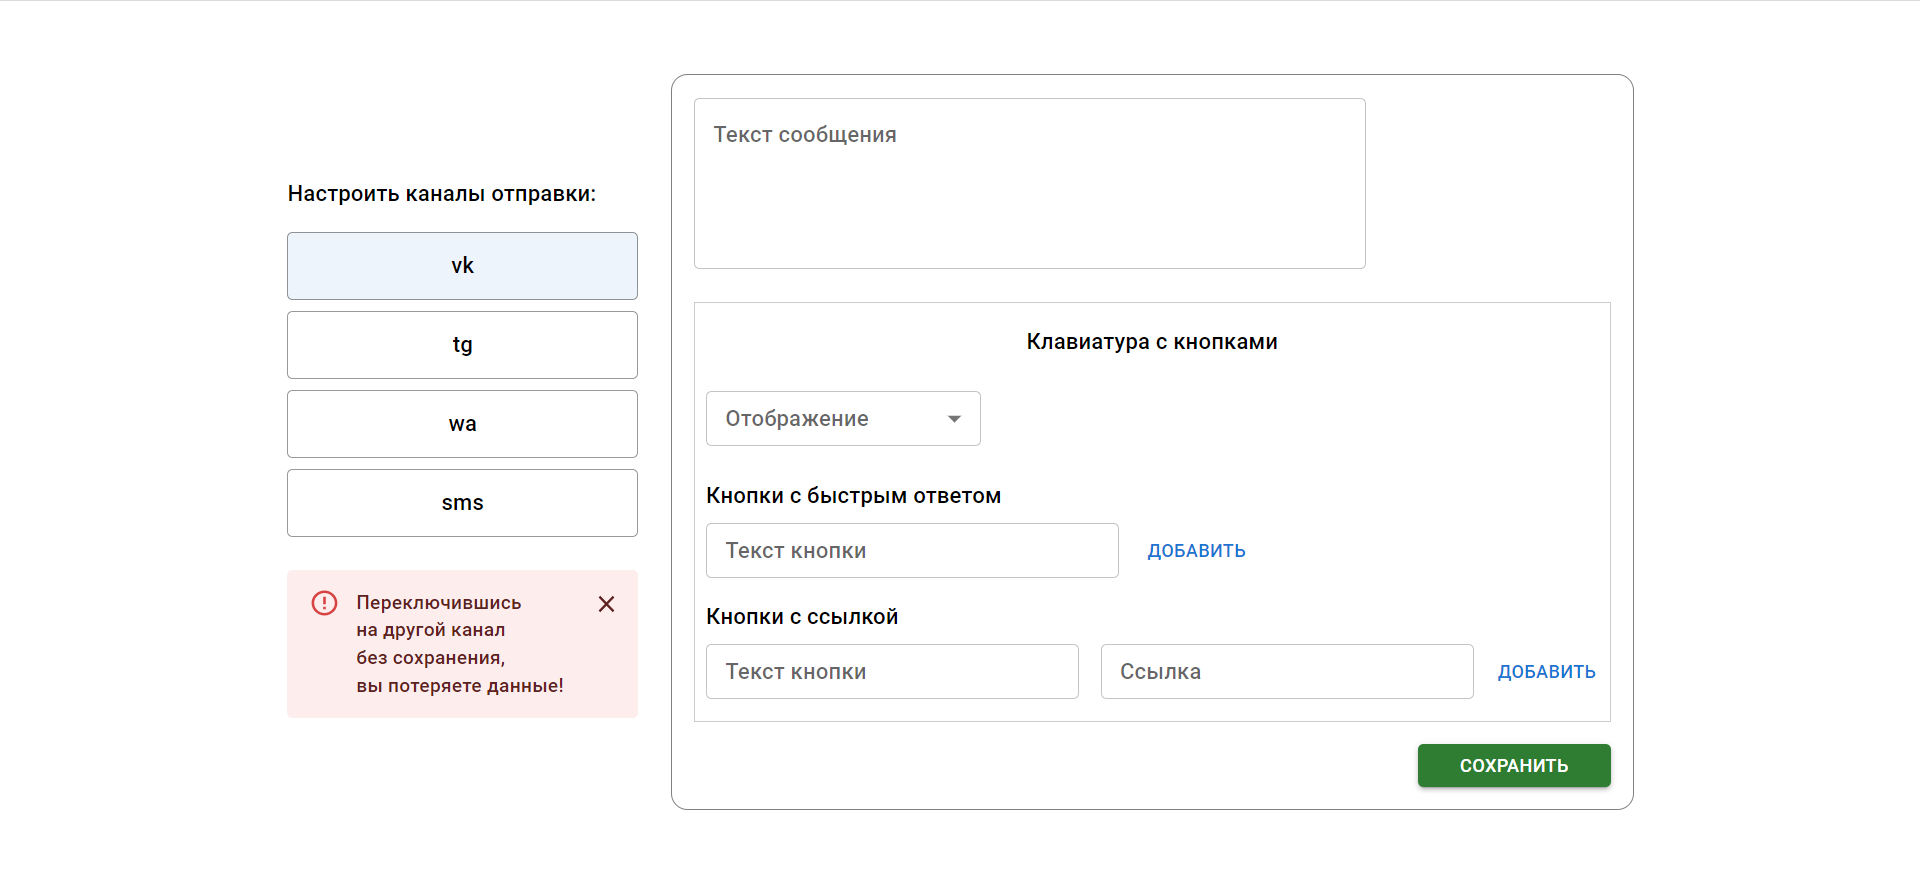 Настроить каналы отправки:
vk
tg
wa
sms
Переключившись
на другой канал
без сохранения,
вы потеряете данные!
Текст сообщения
Клавиатура с кнопками
Отображение
Кнопки с быстрым ответом
Текст кнопки ДОБАВИТЬ
Кнопки с ссылкой
Текст кнопки Ссылка ДОБАВИТЬ
СОХРАНИТЬ